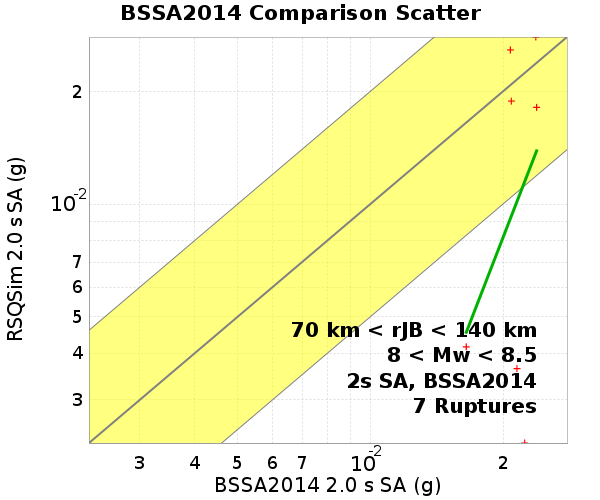 BSSA2014 Comparison Scatter
RSQSim 2.0 s SA (g)
2
10-2
7
6
5
4
3
70 km < rJB < 140 km
8 < Mw < 8.5
2s SA, BSSA2014
7 Ruptures
3 4 5 6 7 10-2 2
BSSA2014 2.0 s SA (g)